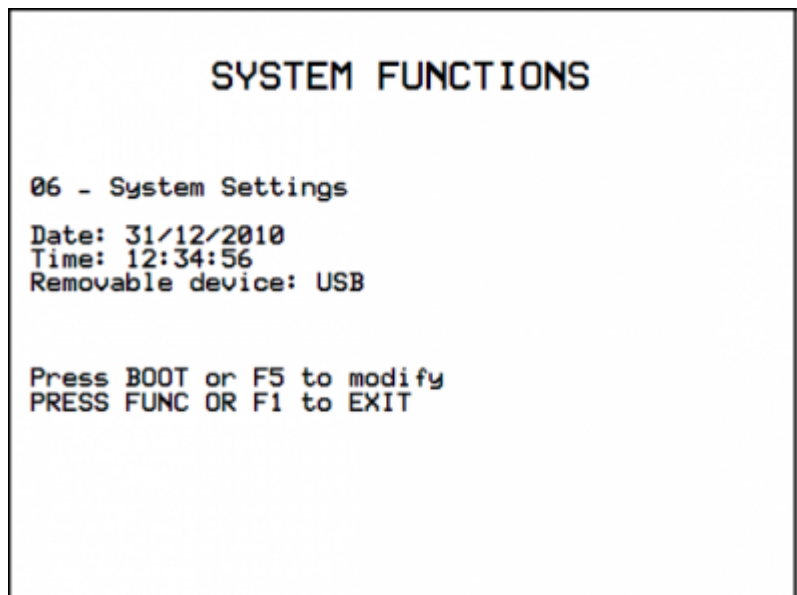 SYSTEM FUNCTIONS
06 - System Settings
Date: 31/12/2010
Time: 12:34:56
Removable device: USB
Press BOOT or F5 to modify
PRESS FUNC OR F1 to EXIT